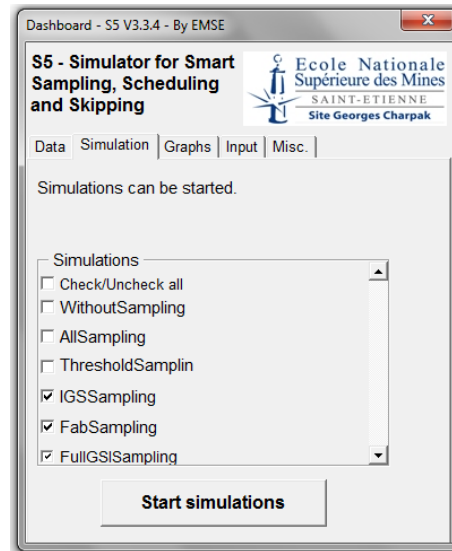 Dashboard - S5 V3.3.4 - By EMSE
x
S5 - Simulator for Smart
Sampling, Scheduling
and Skipping
Ecole Nationale
Supérieure des Mines
SAINT-ETIENNE
Site Georges Charpak
Data Simulation Graphs Input Misc.
Simulations can be started.
Simulations
Check/Uncheck all
WithoutSampling
AllSampling
ThresholdSamplin
IGSSampling
FabSampling
FullGSISampling
Start simulations